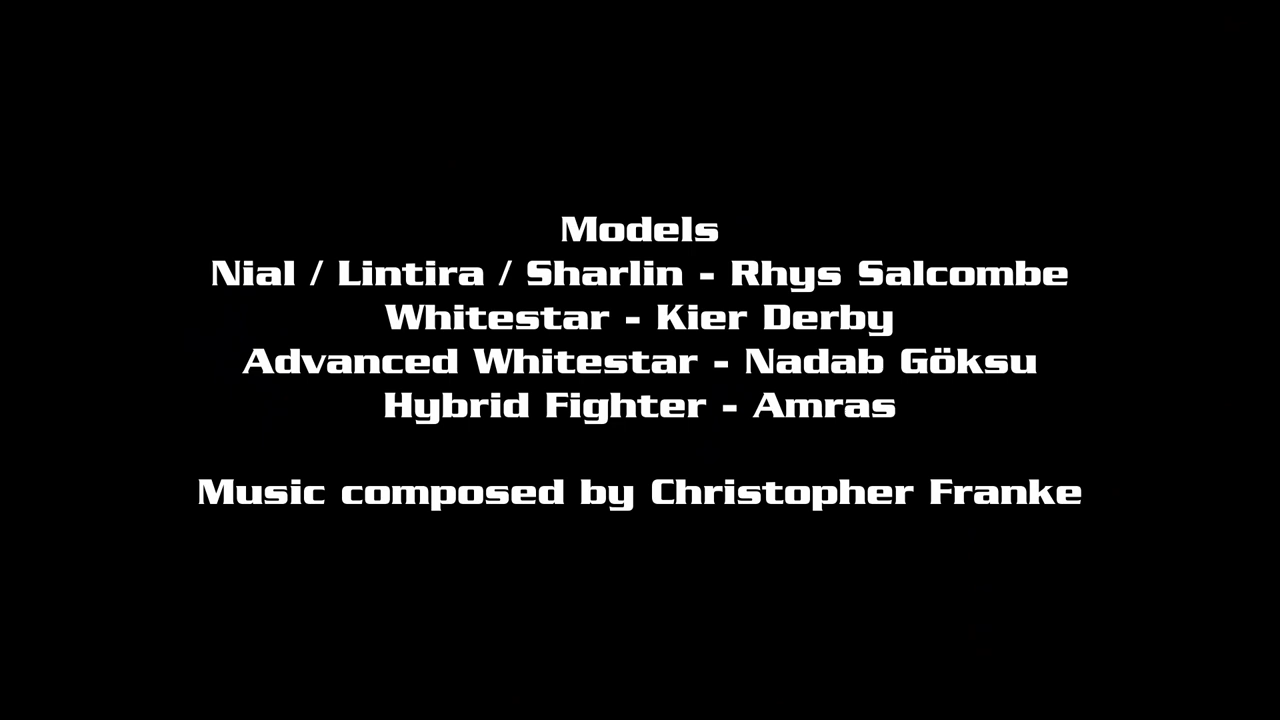 Models
Nial / Lintira / Sharlin - Rhys Salcombe
Whitestar - Kier Derby
Advanced Whitestar - Nadab Göksu
Hybrid Fighter - Amras
Music composed by Christopher Franke